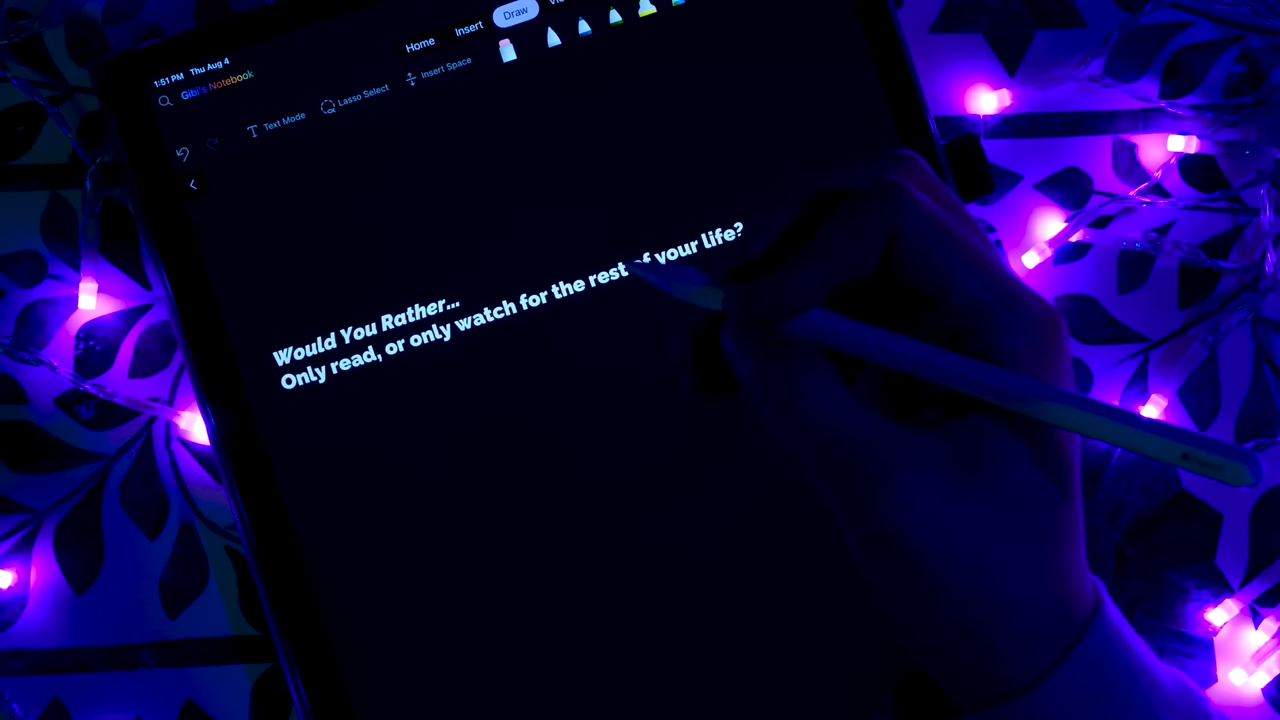 1:51 PM Thu Aug 4
Home Insert Draw
Gibi's Notebook
Text Mode Lasso Select Insert Space
Would You Rather...
Only read, or only watch for the rest of your life?